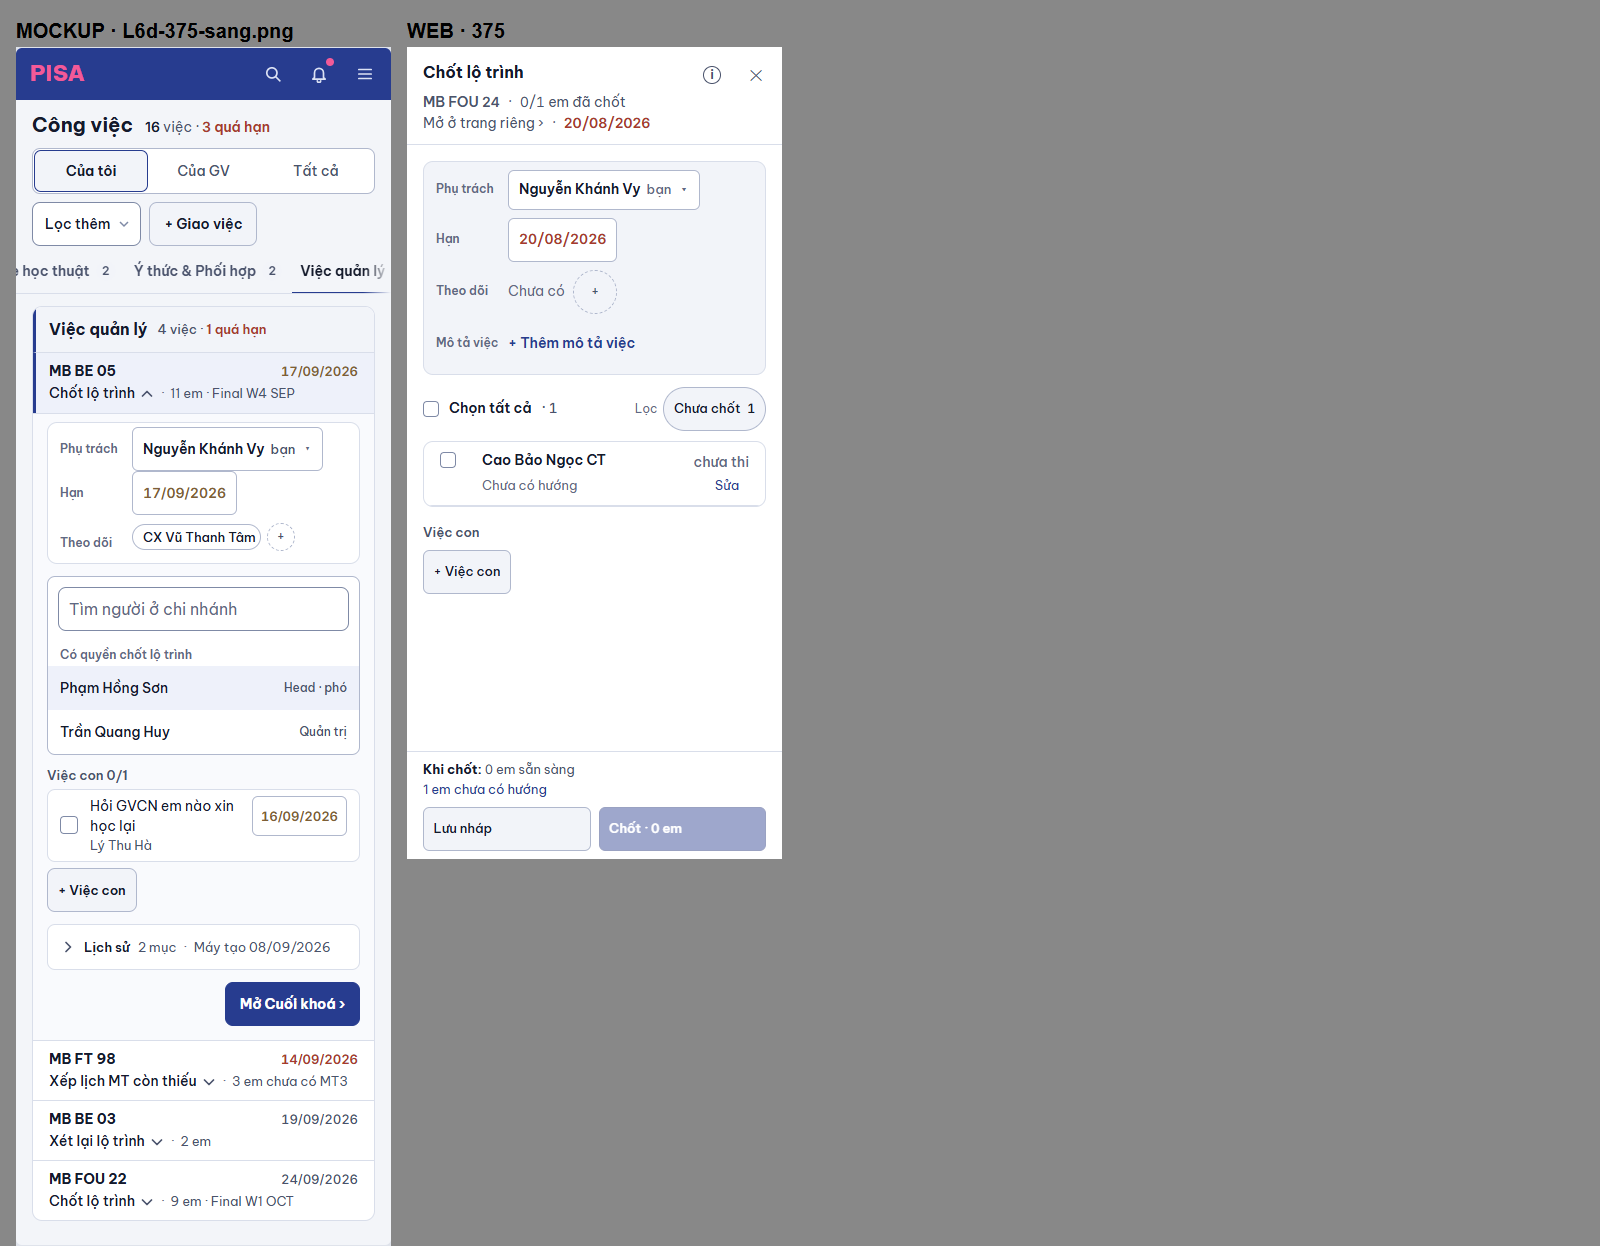 MOCKUP · L6d-375-sang.png
PISA
Công việc 16 việc · 3 quá hạn
Của tôi Của GV Tất cả
Lọc thêm + Giao việc
học thuật 2 Ý thức & Phối hợp 2 Việc quản lý
Việc quản lý 4 việc · 1 quá hạn
MB BE 05 17/09/2026
Chốt lộ trình · 11 em · Final W4 SEP
Phụ trách Nguyễn Khánh Vy bạn
Hạn 17/09/2026
Theo dõi CX Vũ Thanh Tâm +
Tìm người ở chi nhánh
Có quyền chốt lộ trình
Phạm Hồng Sơn Head · phó
Trần Quang Huy Quản trị
Việc con 0/1
Hỏi GVCN em nào xin
học lại
16/09/2026
Lý Thu Hà
+ Việc con
Lịch sử 2 mục · Máy tạo 08/09/2026
Mở Cuối khoá ›
MB FT 98 14/09/2026
Xếp lịch MT còn thiếu · 3 em chưa có MT3
MB BE 03 19/09/2026
Xét lại lộ trình · 2 em
MB FOU 22 24/09/2026
Chốt lộ trình · 9 em · Final W1 OCT
WEB · 375
Chốt lộ trình
MB FOU 24 · 0/1 em đã chốt
Mở ở trang riêng › · 20/08/2026
Phụ trách Nguyễn Khánh Vy bạn
Hạn 20/08/2026
Theo dõi Chưa có +
Mô tả việc + Thêm mô tả việc
Chọn tất cả · 1 Lọc Chưa chốt 1
Cao Bảo Ngọc CT chưa thi
Chưa có hướng Sửa
Việc con
+ Việc con
Khi chốt: 0 em sẵn sàng
1 em chưa có hướng
Lưu nháp Chốt · 0 em